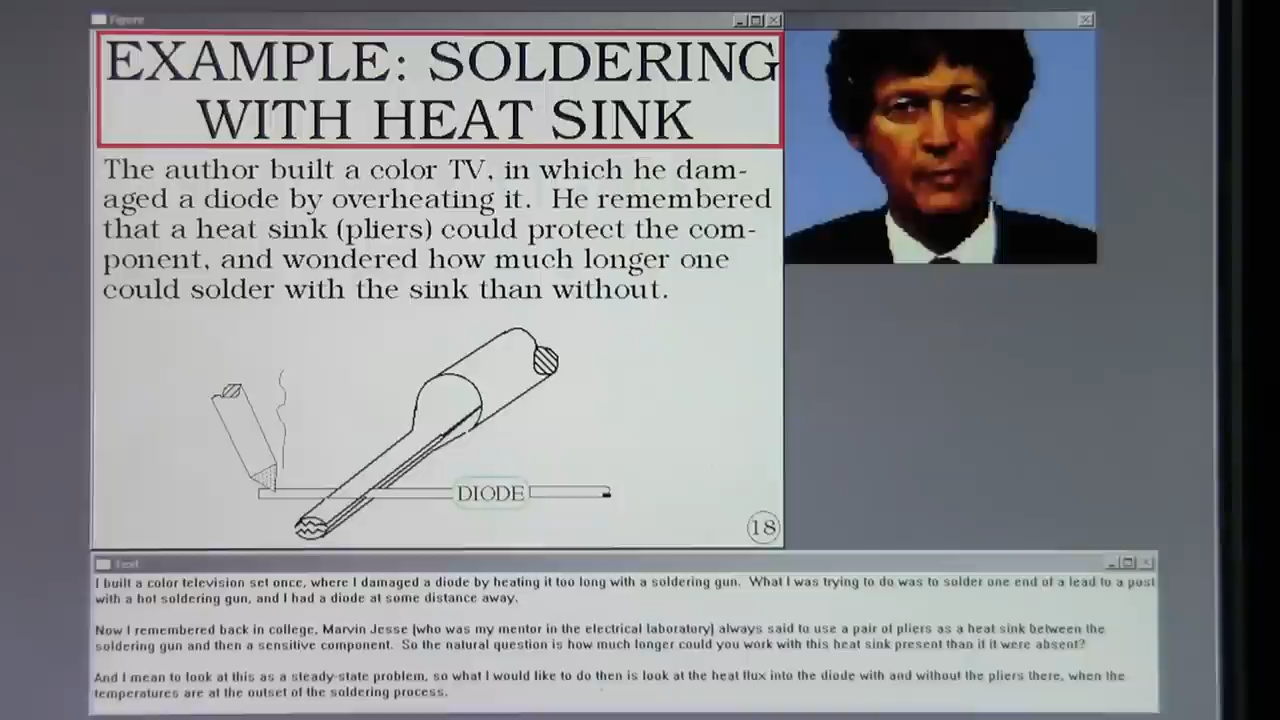 Figure
EXAMPLE: SOLDERING
WITH HEAT SINK
The author built a color TV, in which he dam-
aged a diode by overheating it. He remembered
that a heat sink (pliers) could protect the com-
ponent, and wondered how much longer one
could solder with the sink than without.
DIODE
18
Text
I built a color television set once, where I damaged a diode by heating it too long with a soldering gun. What I was trying to do was to solder one end of a lead to a post
with a hot soldering gun, and I had a diode at some distance away.
Now I remembered back in college, Marvin Jesse (who was my mentor in the electrical laboratory) always said to use a pair of pliers as a heat sink between the
soldering gun and then a sensitive component. So the natural question is how much longer could you work with this heat sink present than if it were absent?
And I mean to look at this as a steady-state problem, so what I would like to do then is look at the heat flux into the diode with and without the pliers there, when the
temperatures are at the outset of the soldering process.